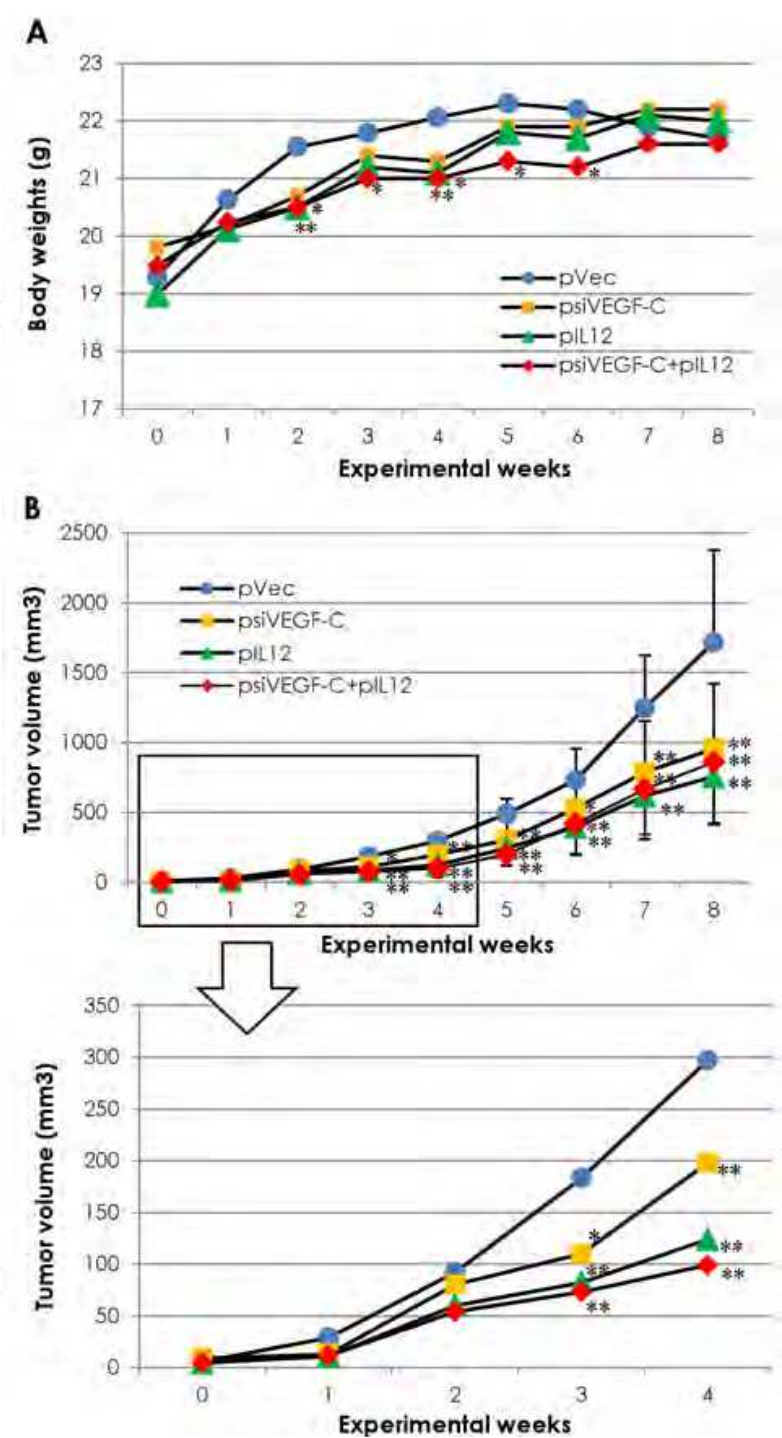 A
23
22
21
20
19
18
17
Body weights (g)
*
**
*
*
**
*
*
pVec
psiVEGF-C
pIL12
psiVEGF-C+pIL12
0 1 2 3 4 5 6 7 8
Experimental weeks
B
2500
2000
1500
1000
500
0
Tumor volume (mm3)
pVec
psiVEGF-C
pIL12
psiVEGF-C+pIL12
*
**
**
**
**
**
**
**
**
*
**
**
**
**
**
**
**
**
0 1 2 3 4 5 6 7 8
Experimental weeks
350
300
250
200
150
100
50
0
Tumor volume (mm3)
*
**
**
**
**
**
0 1 2 3 4
Experimental weeks